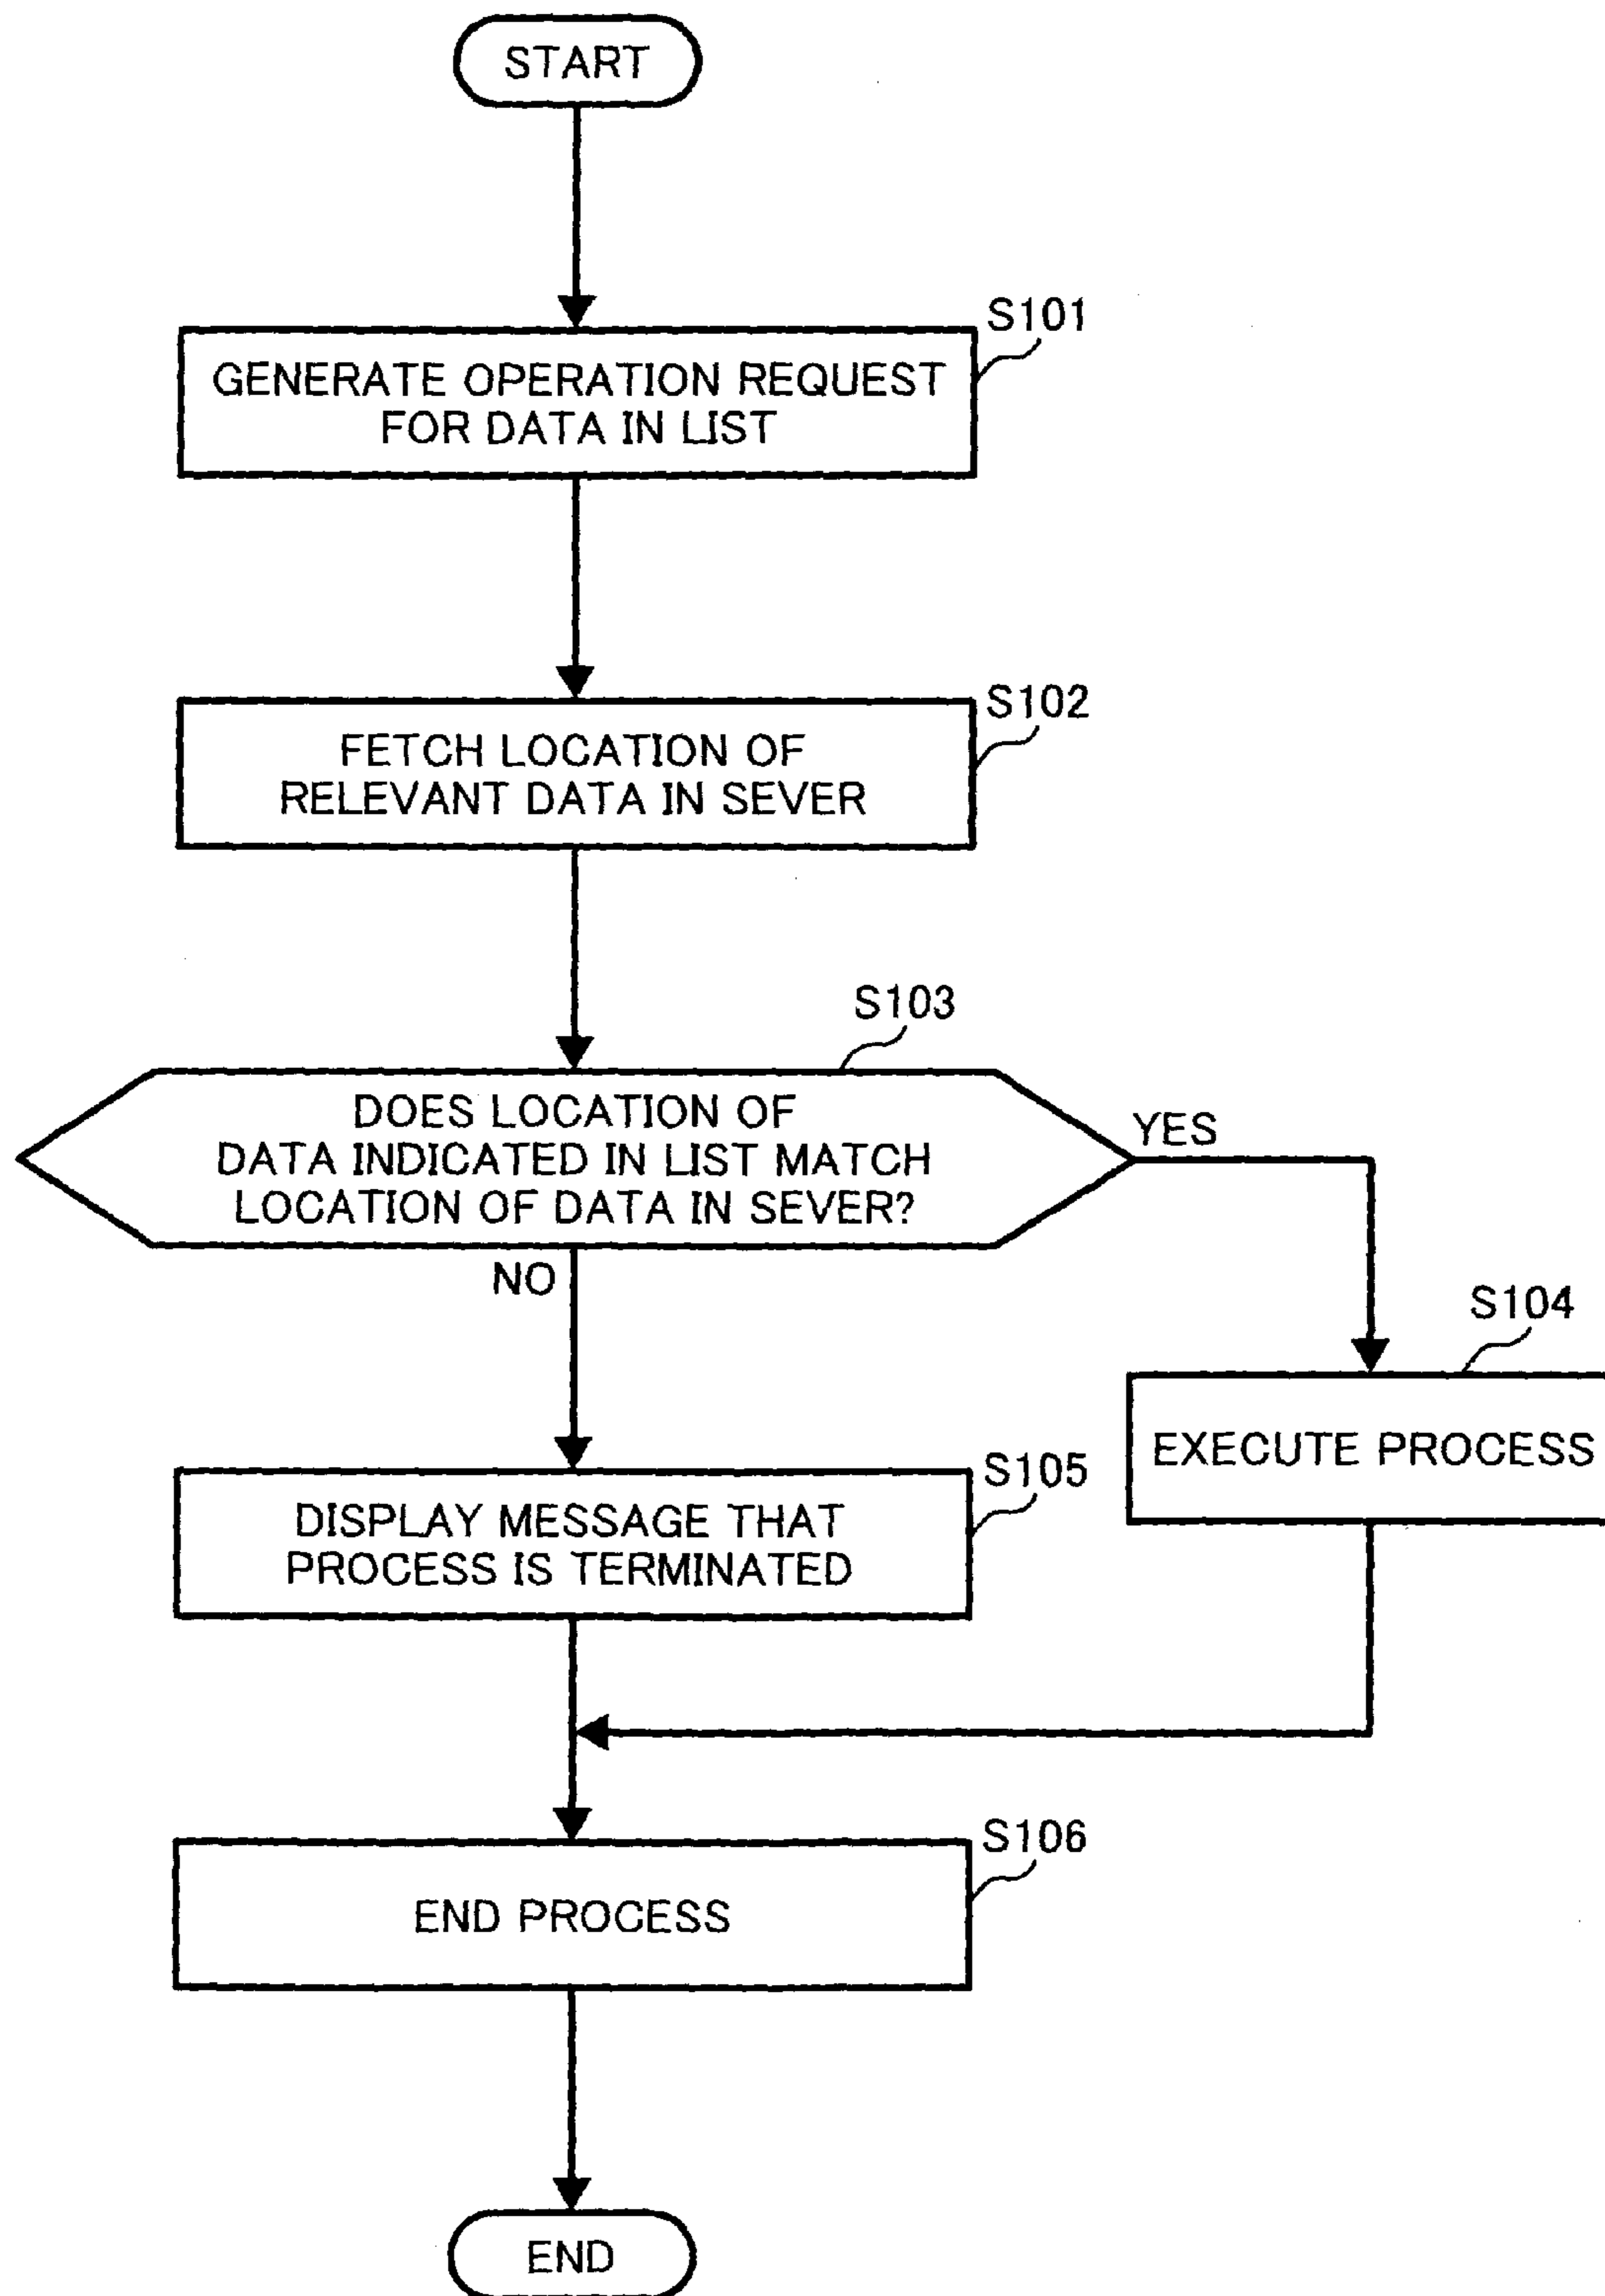 START
S101
GENERATE OPERATION REQUEST
FOR DATA IN LIST
S102
FETCH LOCATION OF
RELEVANT DATA IN SEVER
S103
DOES LOCATION OF
DATA INDICATED IN LIST MATCH
LOCATION OF DATA IN SEVER?
YES
NO
S104
EXECUTE PROCESS
S105
DISPLAY MESSAGE THAT
PROCESS IS TERMINATED
S106
END PROCESS
END